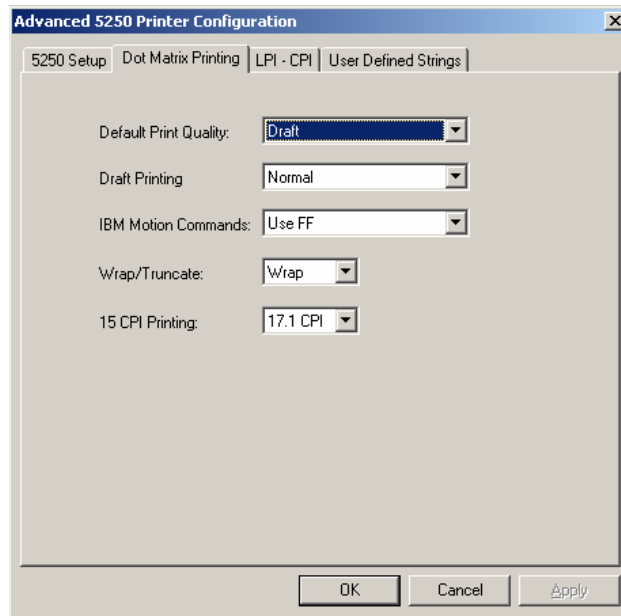 Advanced 5250 Printer Configuration
5250 Setup Dot Matrix Printing LPI - CPI User Defined Strings
Default Print Quality: Draft
Draft Printing Normal
IBM Motion Commands: Use FF
Wrap/Truncate: Wrap
15 CPI Printing: 17.1 CPI
OK Cancel Apply